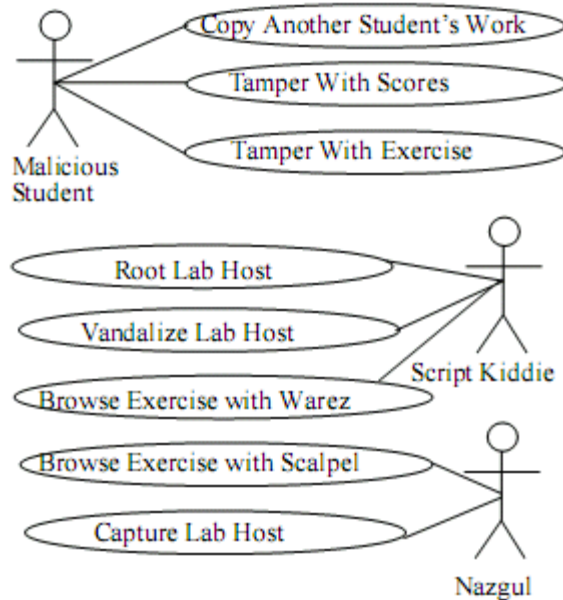 Copy Another Student's Work
Tamper With Scores
Tamper With Exercise
Malicious
Student
Root Lab Host
Vandalize Lab Host
Script Kiddie
Browse Exercise with Warez
Browse Exercise with Scalpel
Capture Lab Host
Nazgul